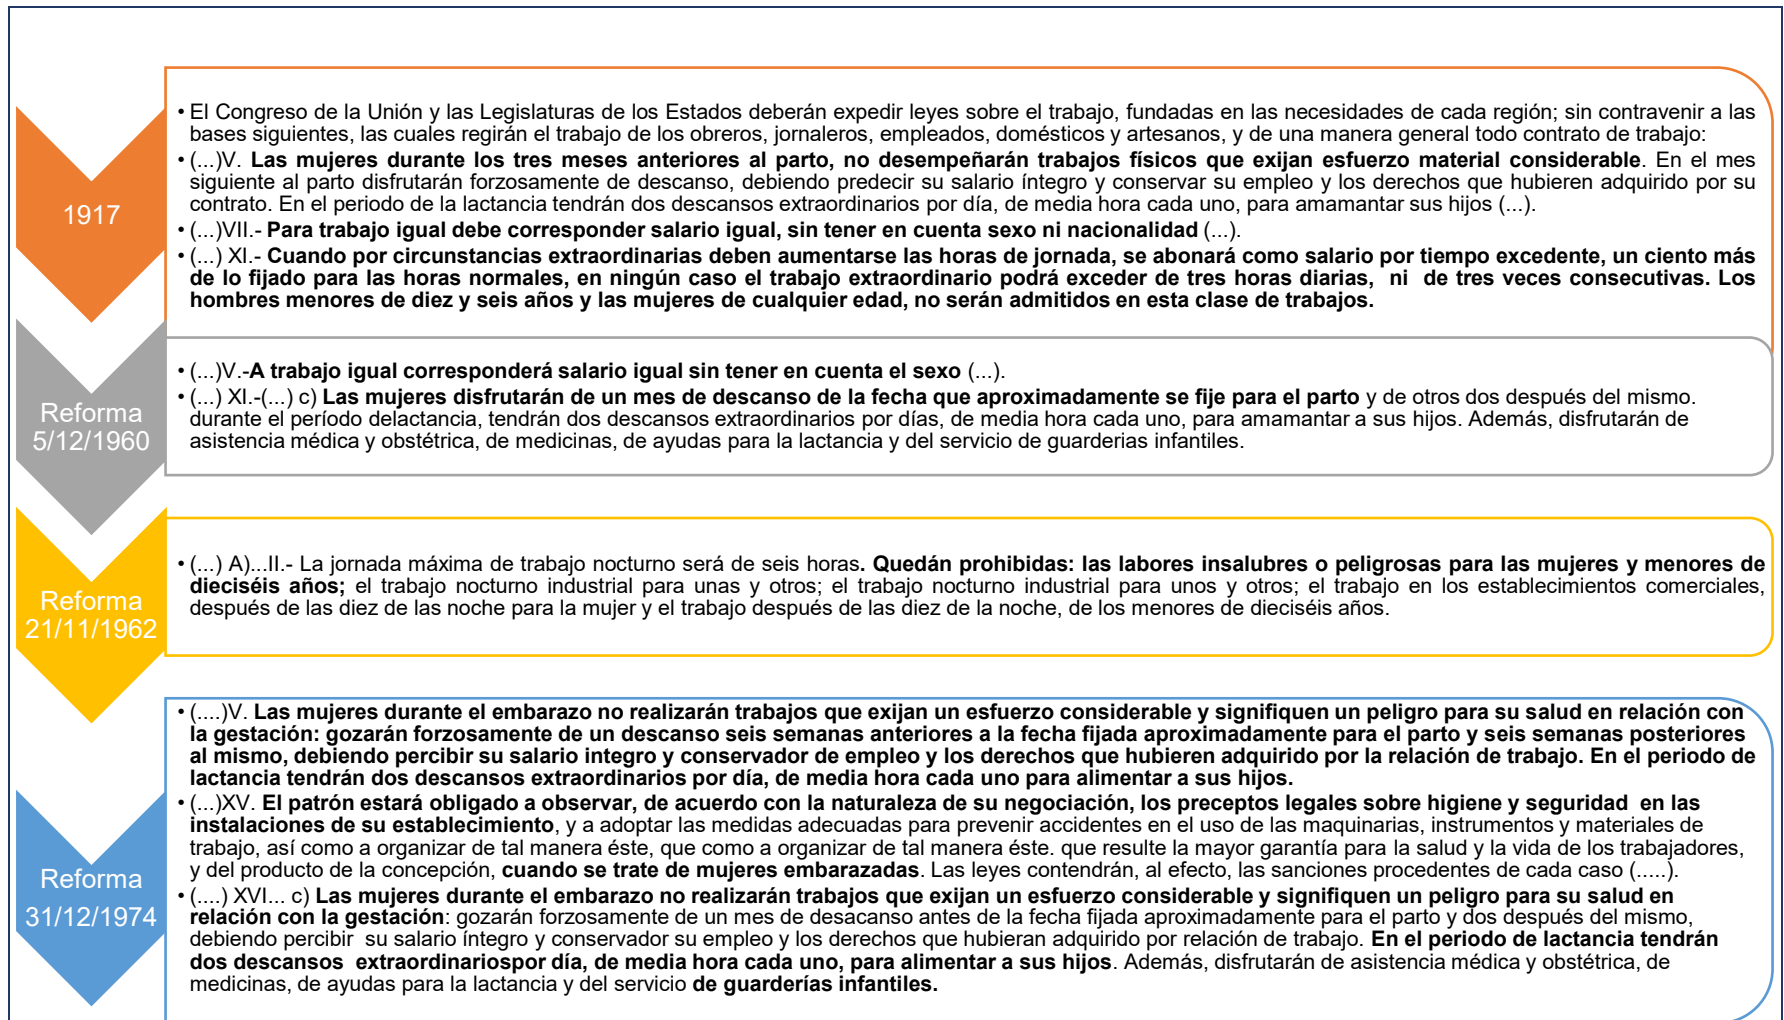 1917
• El Congreso de la Unión y las Legislaturas de los Estados deberán expedir leyes sobre el trabajo, fundadas en las necesidades de cada región; sin contravenir a las
bases siguientes, las cuales regirán el trabajo de los obreros, jornaleros, empleados, domésticos y artesanos, y de una manera general todo contrato de trabajo:
• (...)V. Las mujeres durante los tres meses anteriores al parto, no desempeñarán trabajos físicos que exijan esfuerzo material considerable. En el mes
siguiente al parto disfrutarán forzosamente de descanso, debiendo predecir su salario íntegro y conservar su empleo y los derechos que hubieren adquirido por su
contrato. En el periodo de la lactancia tendrán dos descansos extraordinarios por día, de media hora cada uno, para amamantar sus hijos (...).
• (...)VII.- Para trabajo igual debe corresponder salario igual, sin tener en cuenta sexo ni nacionalidad (...).
• (...) XI.- Cuando por circunstancias extraordinarias deben aumentarse las horas de jornada, se abonará como salario por tiempo excedente, un ciento más
de lo fijado para las horas normales, en ningún caso el trabajo extraordinario podrá exceder de tres horas diarias, ni de tres veces consecutivas. Los
hombres menores de diez y seis años y las mujeres de cualquier edad, no serán admitidos en esta clase de trabajos.
Reforma
5/12/1960
• (...)V.-A trabajo igual corresponderá salario igual sin tener en cuenta el sexo (...).
• (...) XI.-(...) c) Las mujeres disfrutarán de un mes de descanso de la fecha que aproximadamente se fije para el parto y de otros dos después del mismo.
durante el período delactancia, tendrán dos descansos extraordinarios por días, de media hora cada uno, para amamantar a sus hijos. Además, disfrutarán de
asistencia médica y obstétrica, de medicinas, de ayudas para la lactancia y del servicio de guarderias infantiles.
Reforma
21/11/1962
• (...) A)...II.- La jornada máxima de trabajo nocturno será de seis horas. Quedán prohibidas: las labores insalubres o peligrosas para las mujeres y menores de
dieciséis años; el trabajo nocturno industrial para unas y otros; el trabajo nocturno industrial para unos y otros; el trabajo en los establecimientos comerciales,
después de las diez de las noche para la mujer y el trabajo después de las diez de la noche, de los menores de dieciséis años.
Reforma
31/12/1974
• (....)V. Las mujeres durante el embarazo no realizarán trabajos que exijan un esfuerzo considerable y signifiquen un peligro para su salud en relación con
la gestación: gozarán forzosamente de un descanso seis semanas anteriores a la fecha fijada aproximadamente para el parto y seis semanas posteriores
al mismo, debiendo percibir su salario integro y conservador de empleo y los derechos que hubieren adquirido por la relación de trabajo. En el periodo de
lactancia tendrán dos descansos extraordinarios por día, de media hora cada uno para alimentar a sus hijos.
• (...)XV. El patrón estará obligado a observar, de acuerdo con la naturaleza de su negociación, los preceptos legales sobre higiene y seguridad en las
instalaciones de su establecimiento, y a adoptar las medidas adecuadas para prevenir accidentes en el uso de las maquinarias, instrumentos y materiales de
trabajo, así como a organizar de tal manera éste, que como a organizar de tal manera éste. que resulte la mayor garantía para la salud y la vida de los trabajadores,
y del producto de la concepción, cuando se trate de mujeres embarazadas. Las leyes contendrán, al efecto, las sanciones procedentes de cada caso (.....).
• (....) XVI... c) Las mujeres durante el embarazo no realizarán trabajos que exijan un esfuerzo considerable y signifiquen un peligro para su salud en
relación con la gestación: gozarán forzosamente de un mes de desacanso antes de la fecha fijada aproximadamente para el parto y dos después del mismo,
debiendo percibir su salario íntegro y conservador su empleo y los derechos que hubieran adquirido por relación de trabajo. En el periodo de lactancia tendrán
dos descansos extraordinariospor día, de media hora cada uno, para alimentar a sus hijos. Además, disfrutarán de asistencia médica y obstétrica, de
medicinas, de ayudas para la lactancia y del servicio de guarderías infantiles.